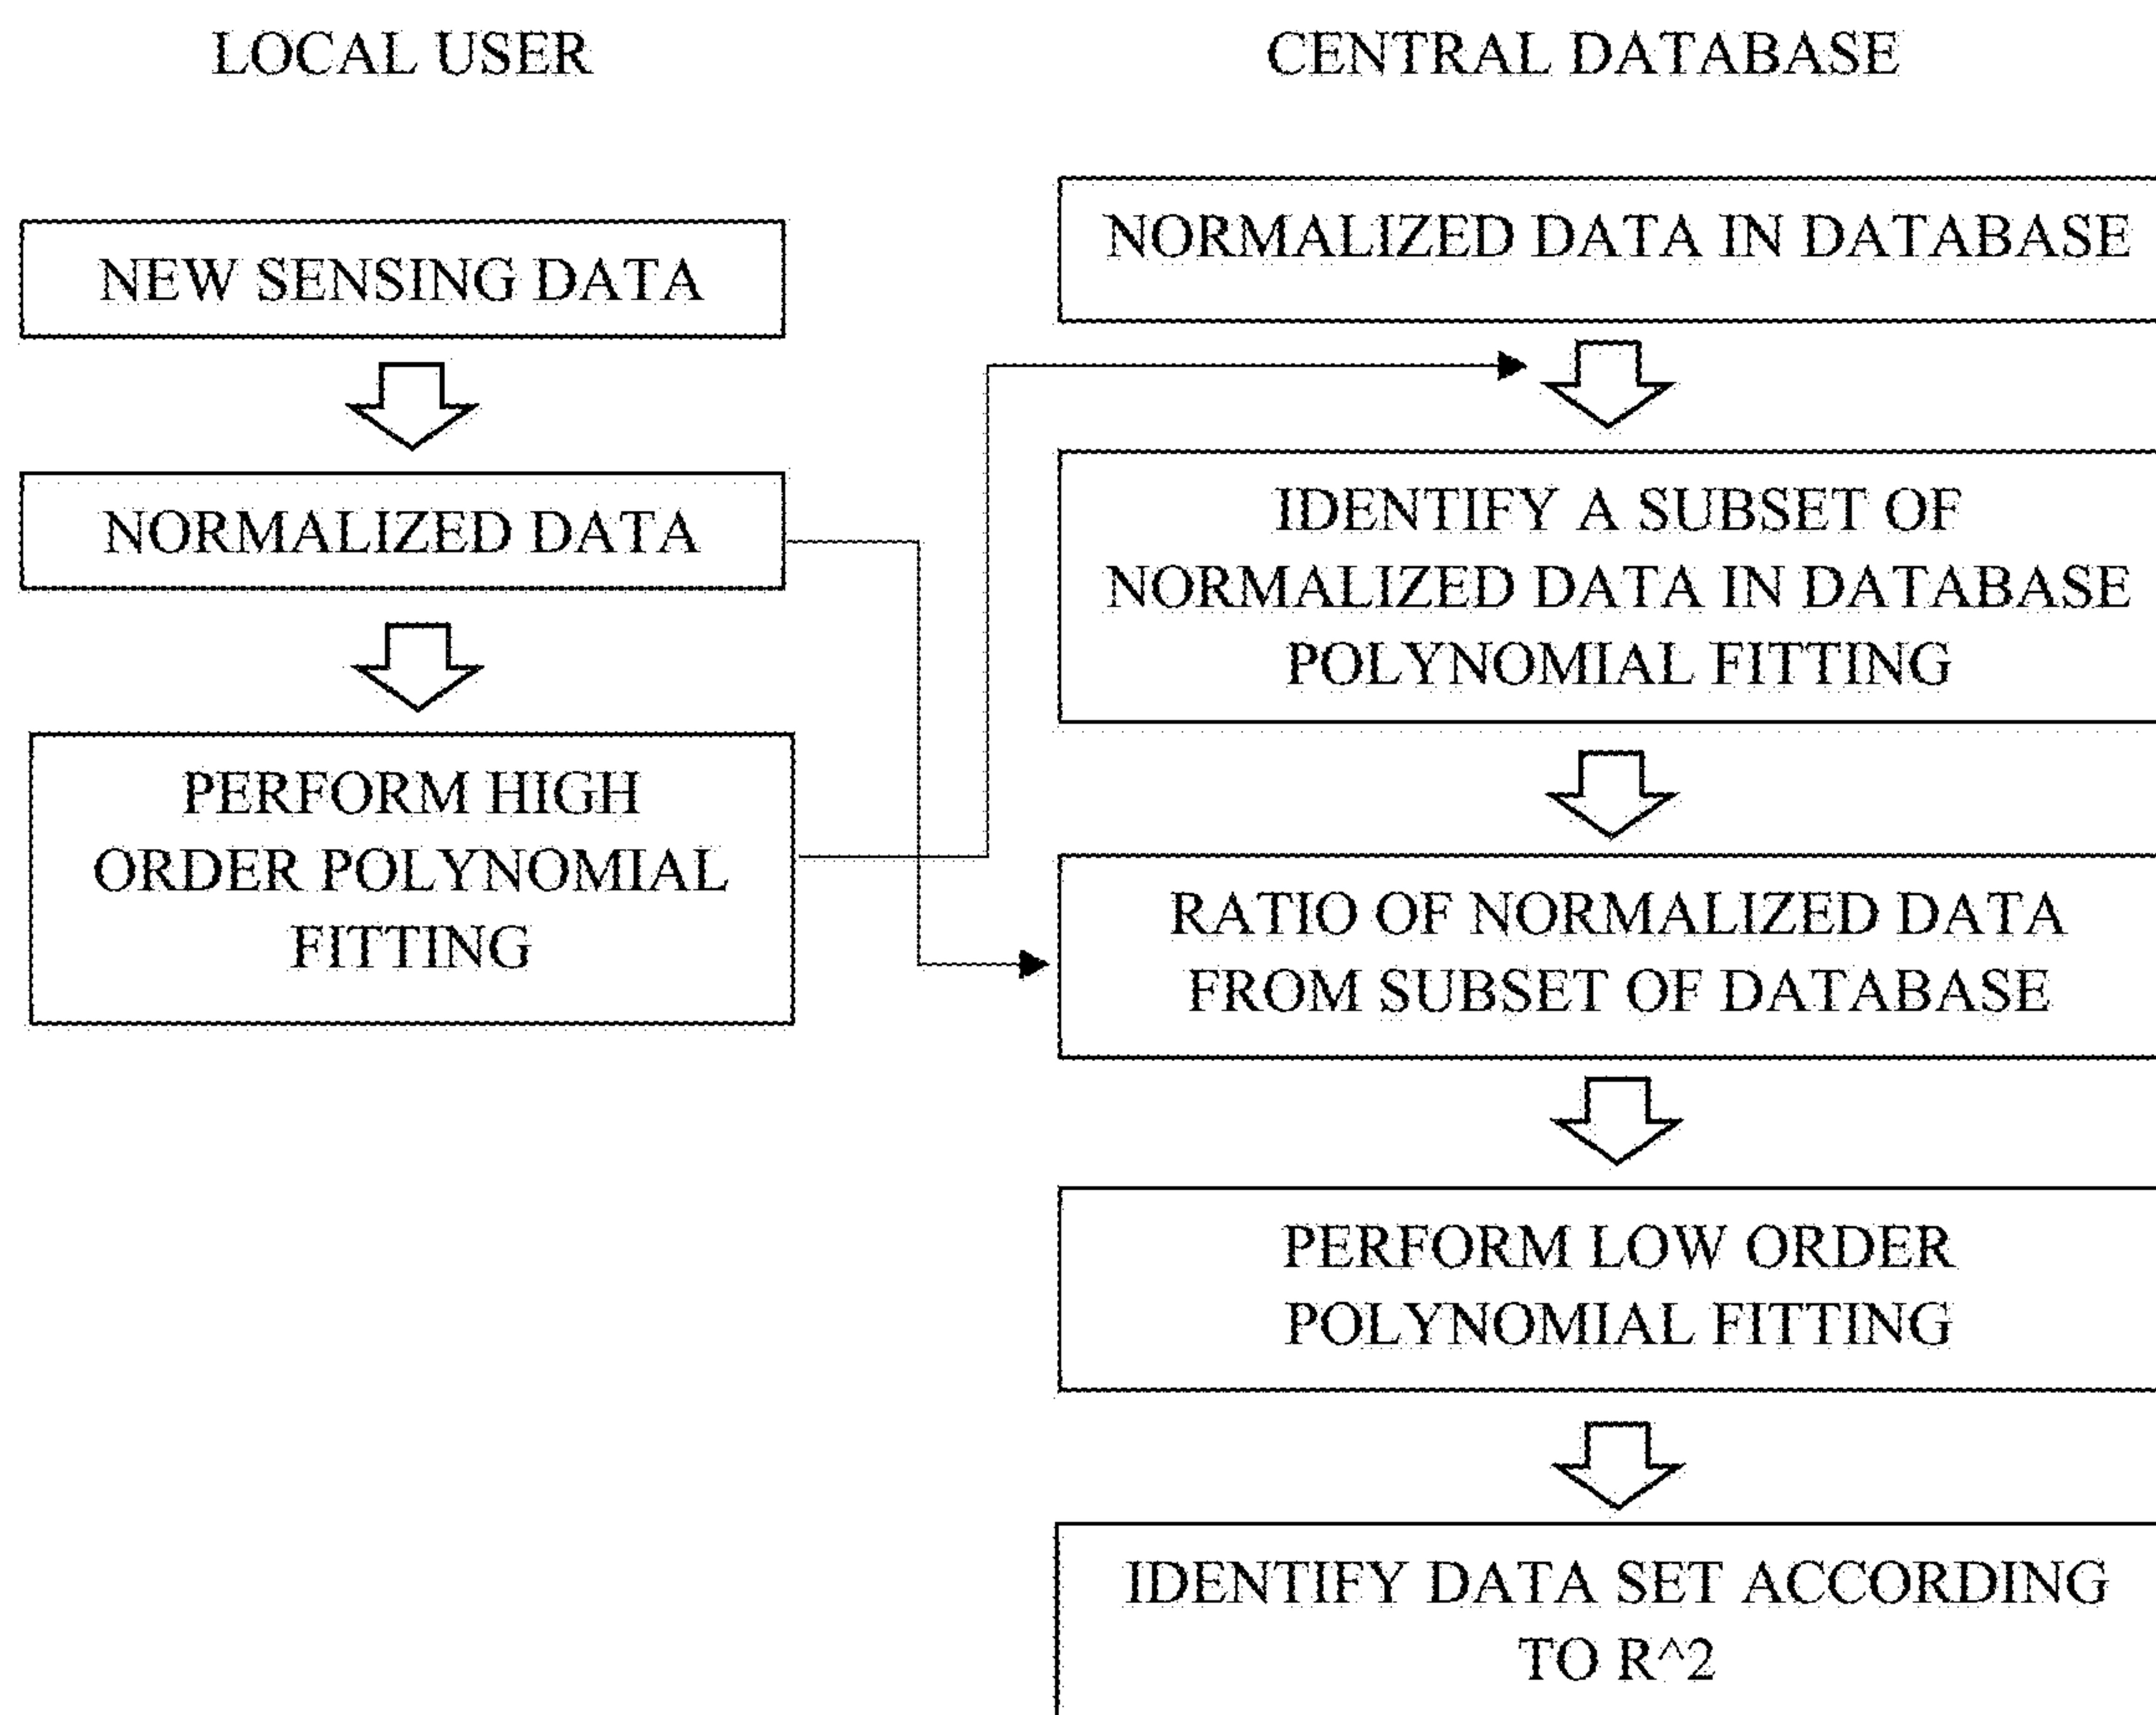 LOCAL USER
CENTRAL DATABASE
NEW SENSING DATA
NORMALIZED DATA
PERFORM HIGH
ORDER POLYNOMIAL
FITTING
NORMALIZED DATA IN DATABASE
IDENTIFY A SUBSET OF
NORMALIZED DATA IN DATABASE
POLYNOMIAL FITTING
RATIO OF NORMALIZED DATA
FROM SUBSET OF DATABASE
PERFORM LOW ORDER
POLYNOMIAL FITTING
IDENTIFY DATA SET ACCORDING
TO R^2